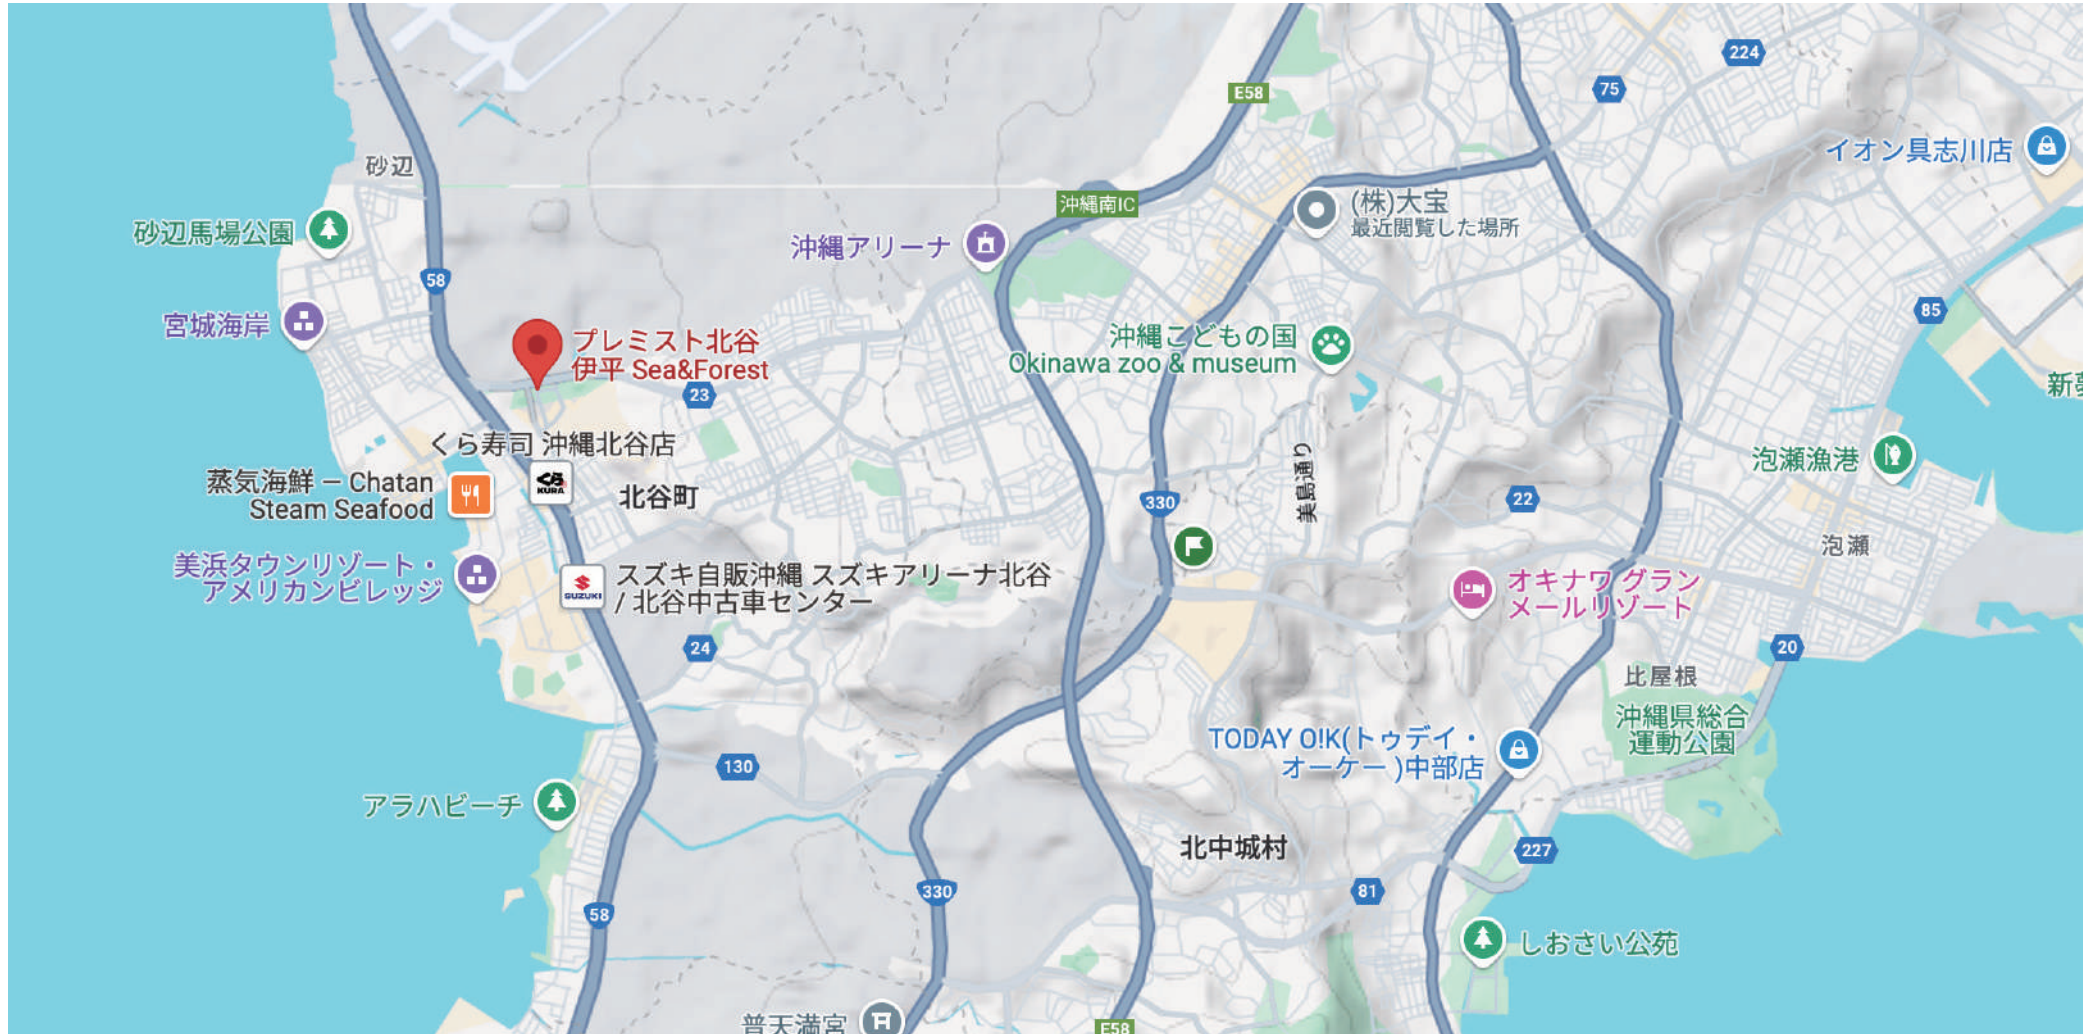 224
75
E58
イオン具志川店
砂辺
沖縄南IC
(株)大宝
最近閲覧した場所
砂辺馬場公園
沖縄アリーナ
58
85
宮城海岸
プレミスト北谷
伊平 Sea&Forest
沖縄こどもの国
Okinawa zoo & museum
23
くら寿司 沖縄北谷店
泡瀬漁港
蒸気海鮮 – Chatan
Steam Seafood
KURA
北谷町
美島通り
330
22
泡瀬
美浜タウンリゾート・
アメリカンビレッジ
SUZUKI
スズキ自販沖縄 スズキアリーナ北谷
/ 北谷中古車センター
オキナワ グラン
メールリゾート
24
20
比屋根
沖縄県総合
運動公園
TODAY O!K(トゥデイ・
オーケー)中部店
130
アラハビーチ
北中城村
227
330
81
58
しおさい公苑
普天満宮
E58